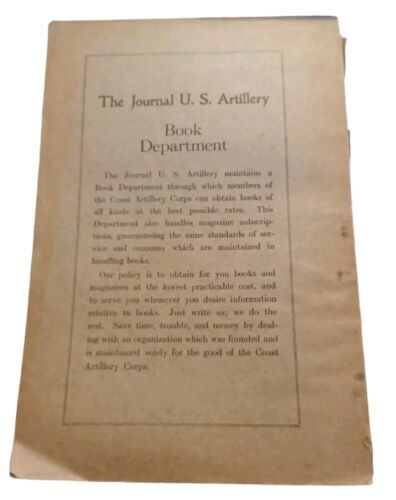 The Journal U. S. Artillery
Book
Department
The Journal U. S. Artillery maintains a
Book Department through which members of
the Coast Artillery Corps can obtain books of
all kinds at the best possible rates. This
Department also handles magazine subscrip-
tions, guaranteeing the same standards of ser-
vice and economy which are maintained in
handling books.
Our policy is to obtain for you books and
magazines at the lowest practicable cost, and
to serve you whenever you desire information
relative to books. Just write us; we do the
rest. Save time, trouble, and money by deal-
ing with an organization which was founded and
is maintained solely for the good of the Coast
Artillery Corps.